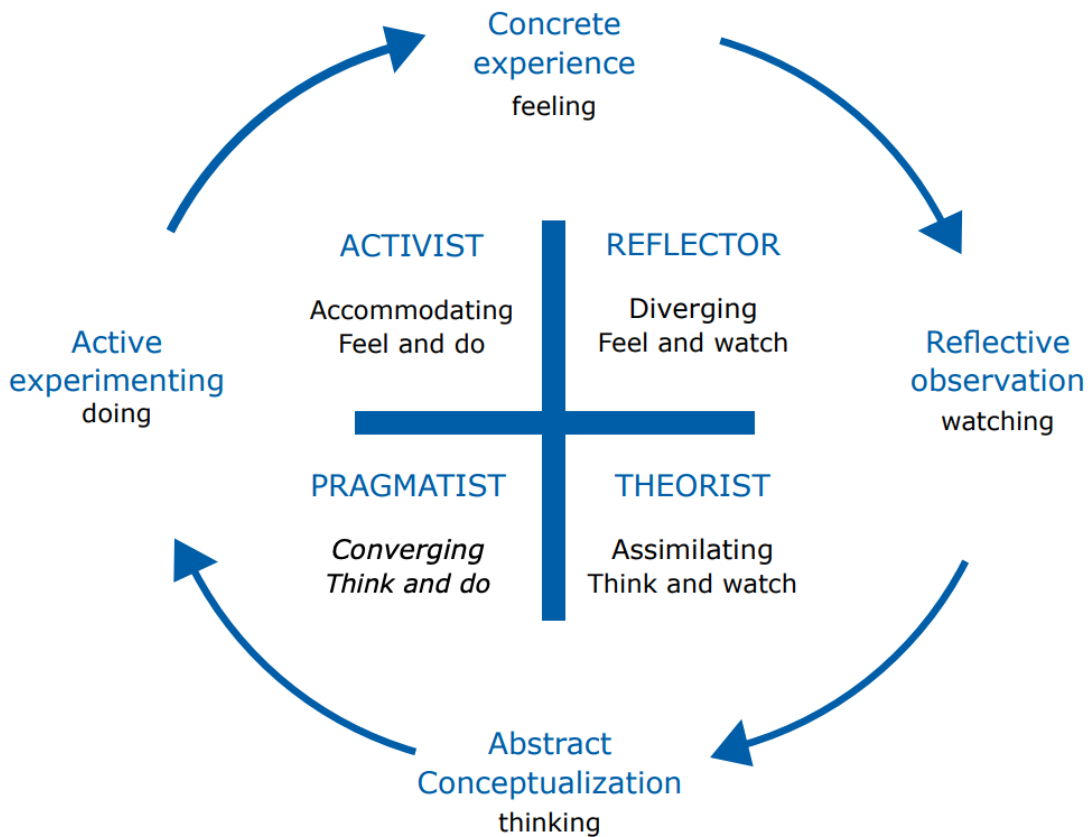 Concrete
experience
feeling
ACTIVIST
Accommodating
Feel and do
REFLECTOR
Diverging
Feel and watch
Active
experimenting
doing
Reflective
observation
watching
PRAGMATIST
Converging
Think and do
THEORIST
Assimilating
Think and watch
Abstract
Conceptualization
thinking